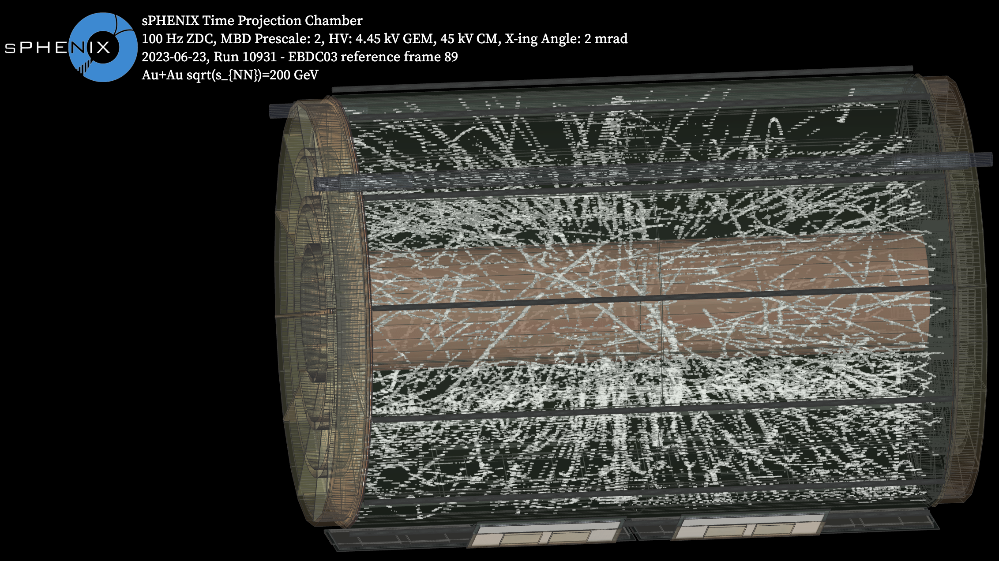 sPHENIX
sPHENIX Time Projection Chamber
100 Hz ZDC, MBD Prescale: 2, HV: 4.45 kV GEM, 45 kV CM, X-ing Angle: 2 mrad
2023-06-23, Run 10931 - EBDC03 reference frame 89
Au+Au sqrt(s_{NN})=200 GeV